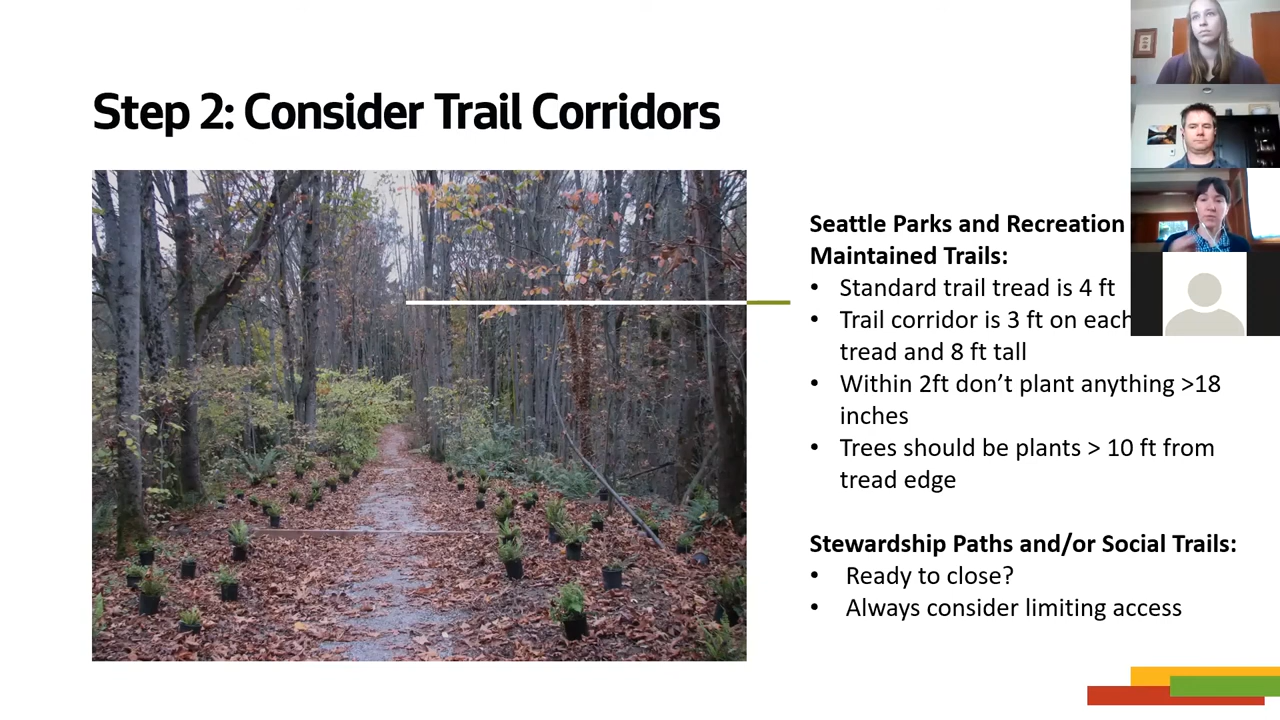 Step 2: Consider Trail Corridors
Seattle Parks and Recreation
Maintained Trails:
• Standard trail tread is 4 ft
• Trail corridor is 3 ft on each
tread and 8 ft tall
• Within 2ft don’t plant anything >18
inches
• Trees should be plants > 10 ft from
tread edge
Stewardship Paths and/or Social Trails:
• Ready to close?
• Always consider limiting access